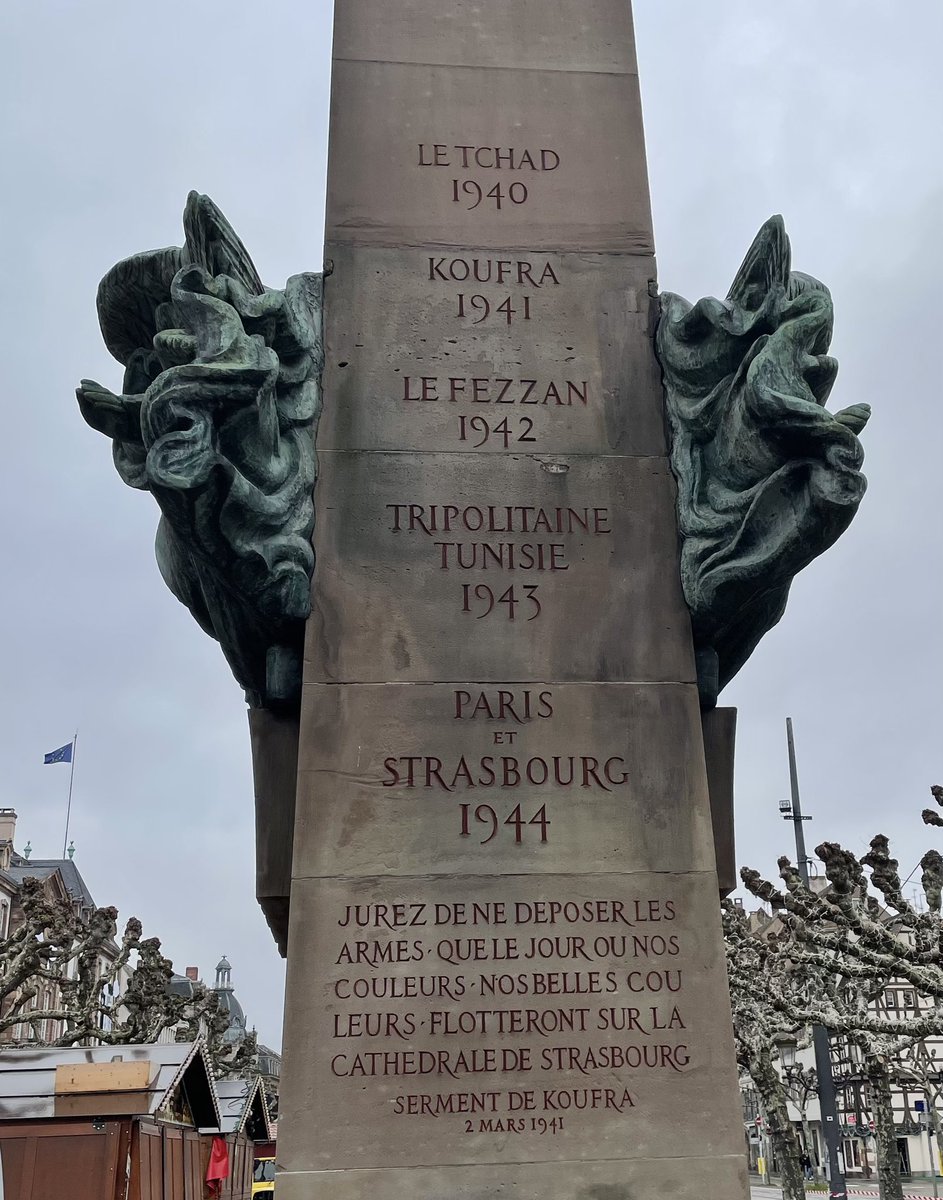 LE TCHAD
1940
KOUFRA
1941
LE FEZZAN
1942
TRIPOLITAINE
TUNISIE
1943
PARIS
ET
STRASBOURG
1944
JUREZ DE NE DEPOSER LES
ARMES · QUE LE JOUR OU NOS
COULEURS · NOS BELLES COU
LEURS · FLOTTERONT SUR LA
CATHEDRALE DE STRASBOURG
SERMENT DE KOUFRA
2 MARS 1941